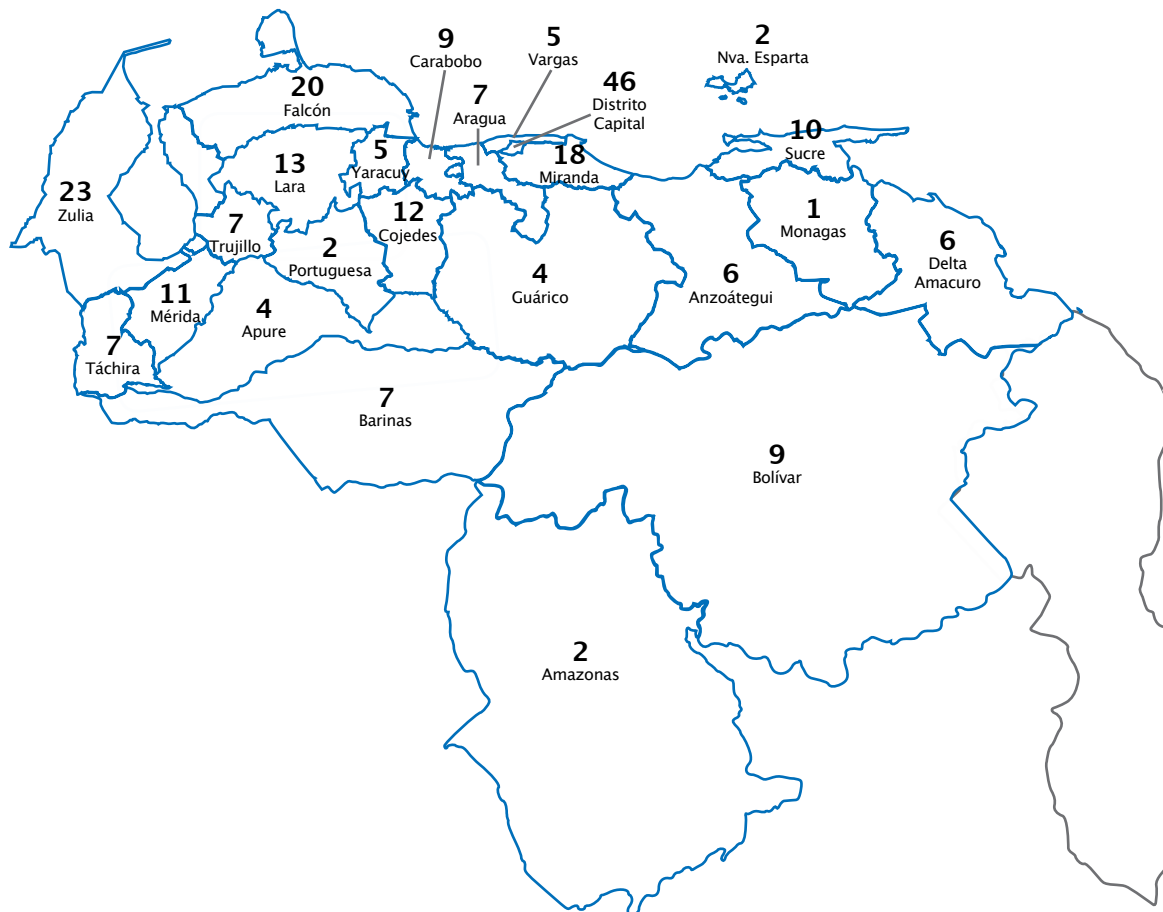 9
Carabobo
5
Vargas
2
Nva. Esparta
20
Falcón
7
Aragua
46
Distrito
Capital
10
Sucre
13
Lara
5
Yaracuy
18
Miranda
23
Zulia
7
Trujillo
12
Cojedes
1
Monagas
2
Portuguesa
4
Guárico
6
Anzoátegui
6
Delta
Amacuro
11
Mérida
4
Apure
7
Táchira
7
Barinas
9
Bolívar
2
Amazonas